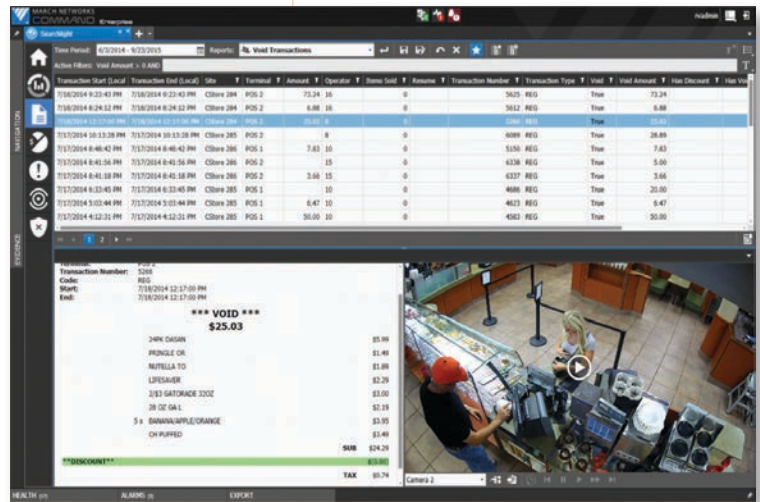 MARCH NETWORKS
COMMAND Enterprise
rvadmin
Searchlight
Time Period: 6/3/2014 - 9/23/2015 Reports: Void Transactions
Active Filters: Void Amount > 0 AND
Transaction Start (Local Transaction End (Local) Site Terminal Amount Operator Items Sold Resume Transaction Number Transaction Type Void Void Amount Has Discount Has Voi
7/18/2014 9:23:43 PM 7/18/2014 9:23:43 PM CStore 284 POS 2 73.24 16 0 5625 REG True 73.24
7/18/2014 8:24:12 PM 7/18/2014 8:24:12 PM CStore 284 POS 2 6.88 16 0 5612 REG True 6.88
7/18/2014 12:17:00 PM 7/18/2014 12:17:00 PM CStore 284 POS 2 25.03 8 0 5266 REG True 25.03
7/17/2014 10:13:28 PM 7/17/2014 10:13:28 PM CStore 285 POS 2 8 0 6089 REG True 28.89
7/17/2014 8:48:42 PM 7/17/2014 8:48:42 PM CStore 284 POS 2 7.83 10 0 5150 REG True 7.83
7/17/2014 8:41:56 PM 7/17/2014 8:41:56 PM CStore 286 POS 2 15 0 6338 REG True 5.00
7/17/2014 8:41:18 PM 7/17/2014 8:41:18 PM CStore 286 POS 2 3.66 15 0 6337 REG True 3.66
7/17/2014 6:33:45 PM 7/17/2014 6:33:45 PM CStore 285 POS 1 10 0 4686 REG True 20.00
7/17/2014 5:03:44 PM 7/17/2014 5:03:44 PM CStore 285 POS 1 6.47 10 0 4623 REG True 6.47
7/17/2014 4:12:31 PM 7/17/2014 4:12:31 PM CStore 285 POS 1 50.00 10 0 4583 REG True 50.00
NAVIGATION
EVIDENCE
1 2
Terminal: POS 2
Transaction Number: 5266
Code: REG
Start: 7/18/2014 12:17:00 PM
End: 7/18/2014 12:17:00 PM
*** VOID ***
$25.03
24PK DASAN $5.99
PRINGLE OR $1.49
NUTELLA TO $1.89
LIFESAVER $2.29
2/$3 GATORADE 32OZ $3.00
28 OZ GA L $2.19
5 x BANANA/APPLE/ORANGE $3.95
CH PUFFED $3.49
SUB $24.29
**DISCOUNT**
TAX $0.74
Camera 2
HEALTH ALARMS EXPORT